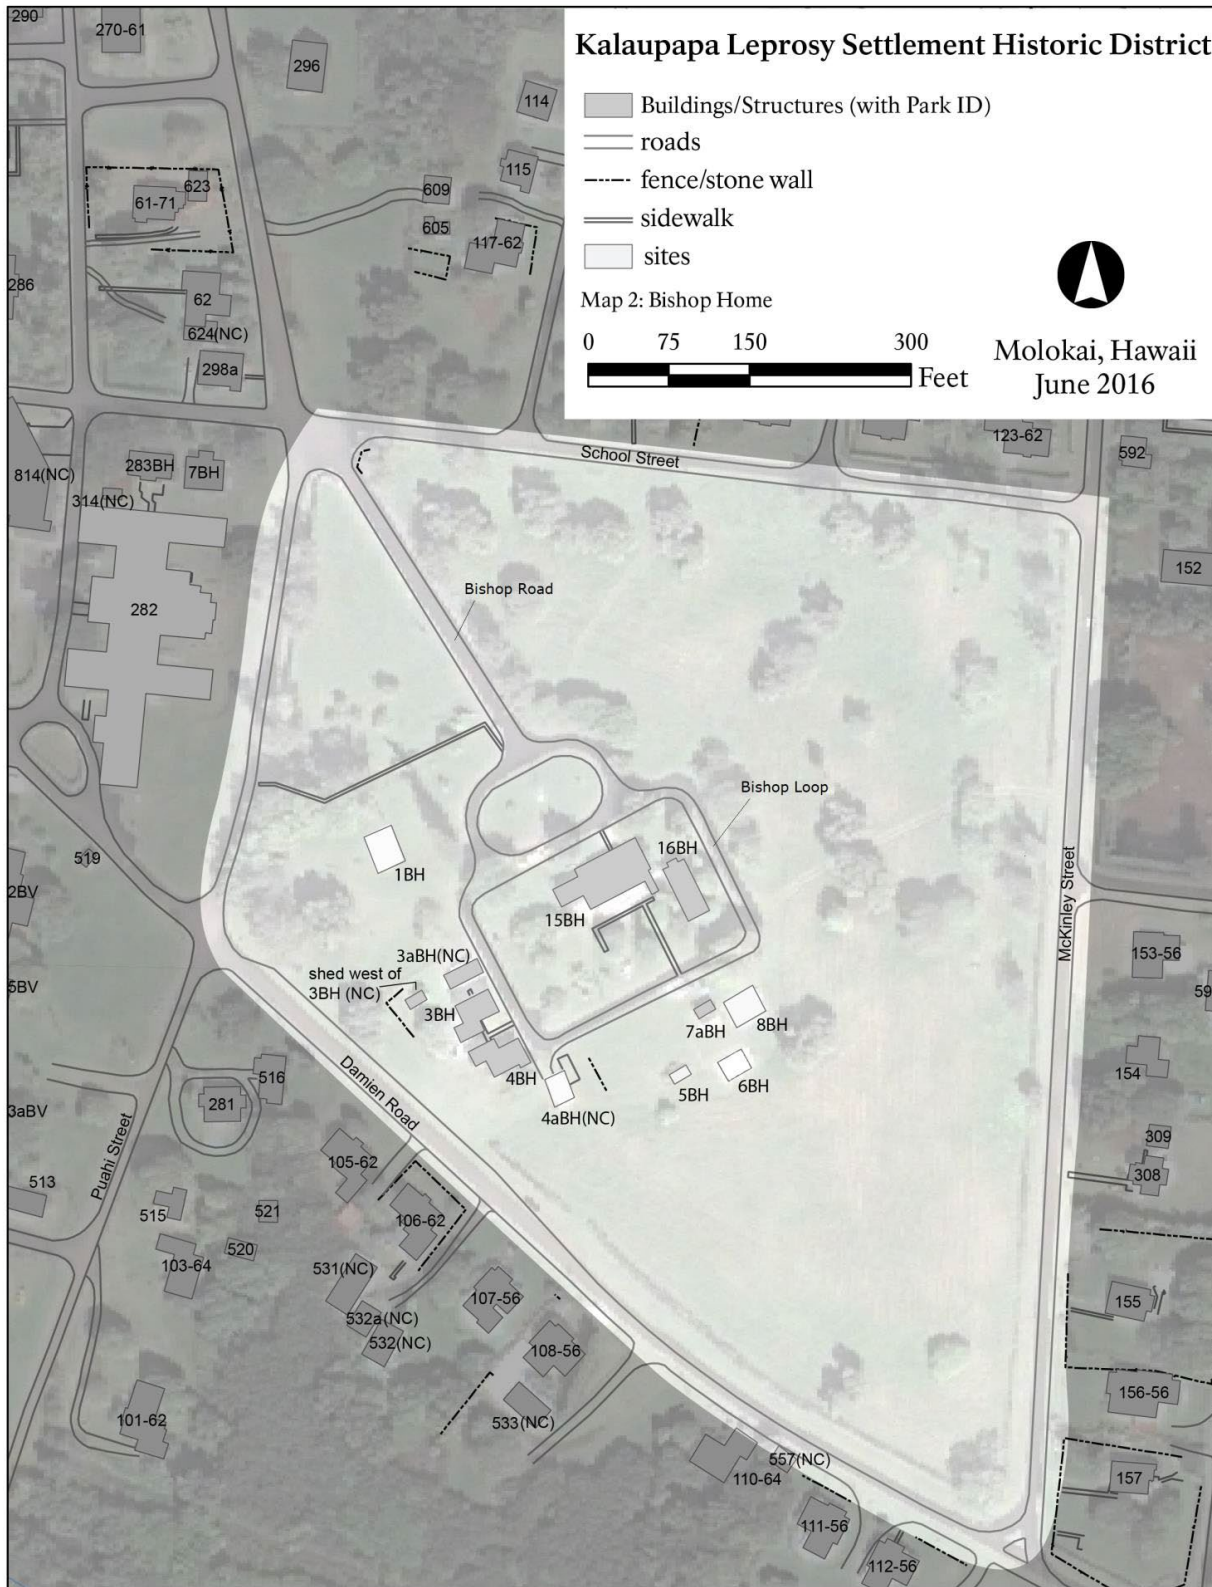 Kalaupapa Leprosy Settlement Historic District
Buildings/Structures (with Park ID)
roads
fence/stone wall
sidewalk
sites
Map 2: Bishop Home
0 75 150 300
Feet
Molokai, Hawaii
June 2016
290
270-61
296
114
115
609
605
117-62
623
61-71
286
62
624(NC)
298a
123-62
592
School Street
814(NC)
283BH
7BH
314(NC)
152
Bishop Road
282
Bishop Loop
519
1BH
16BH
15BH
2BV
McKinley Street
153-56
3aBH(NC)
shed west of
3BH (NC)
5BV
59
3BH
7aBH
8BH
4BH
5BH
6BH
4aBH(NC)
154
516
281
Damien Road
3aBV
Puahi Street
309
308
105-62
513
515
521
106-62
520
103-64
531(NC)
532a(NC)
532(NC)
107-56
155
108-56
156-56
101-62
533(NC)
557(NC)
110-64
157
111-56
112-56